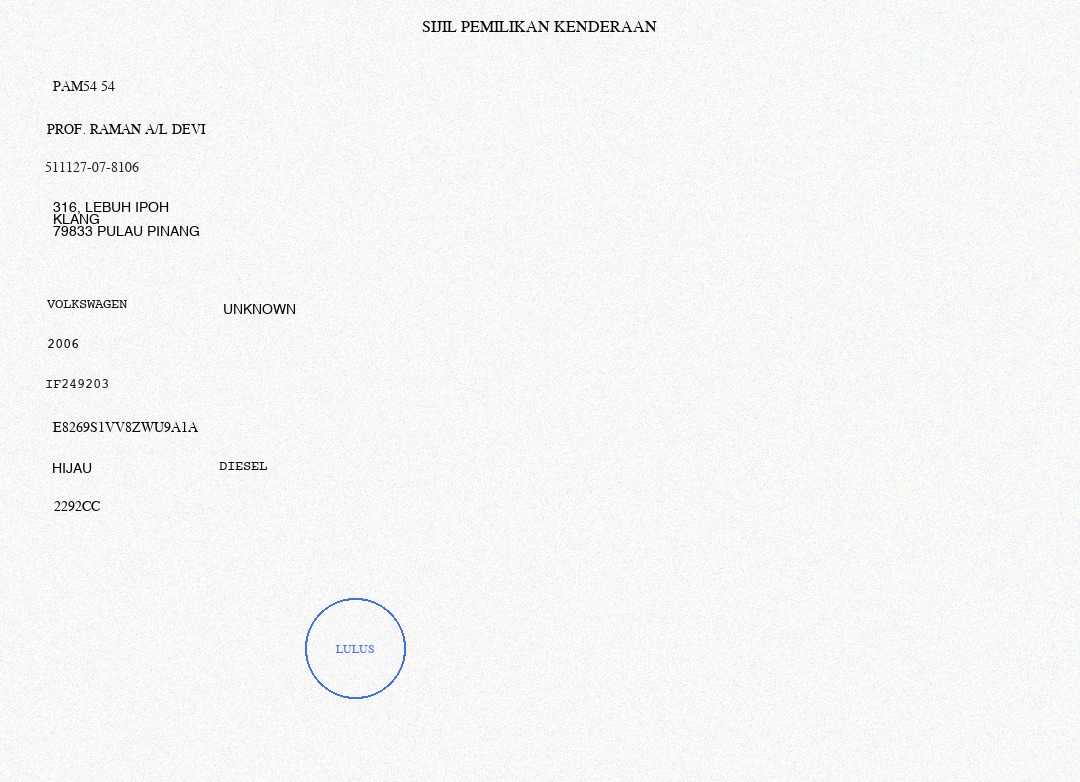 SIJIL PEMILIKAN KENDERAAN
PAM54 54
PROF. RAMAN A/L DEVI
511127-07-8106
316, LEBUH IPOH
KLANG
79833 PULAU PINANG
VOLKSWAGEN UNKNOWN
2006
IF249203
E8269S1VV8ZWU9A1A
HIJAU DIESEL
2292CC
LULUS